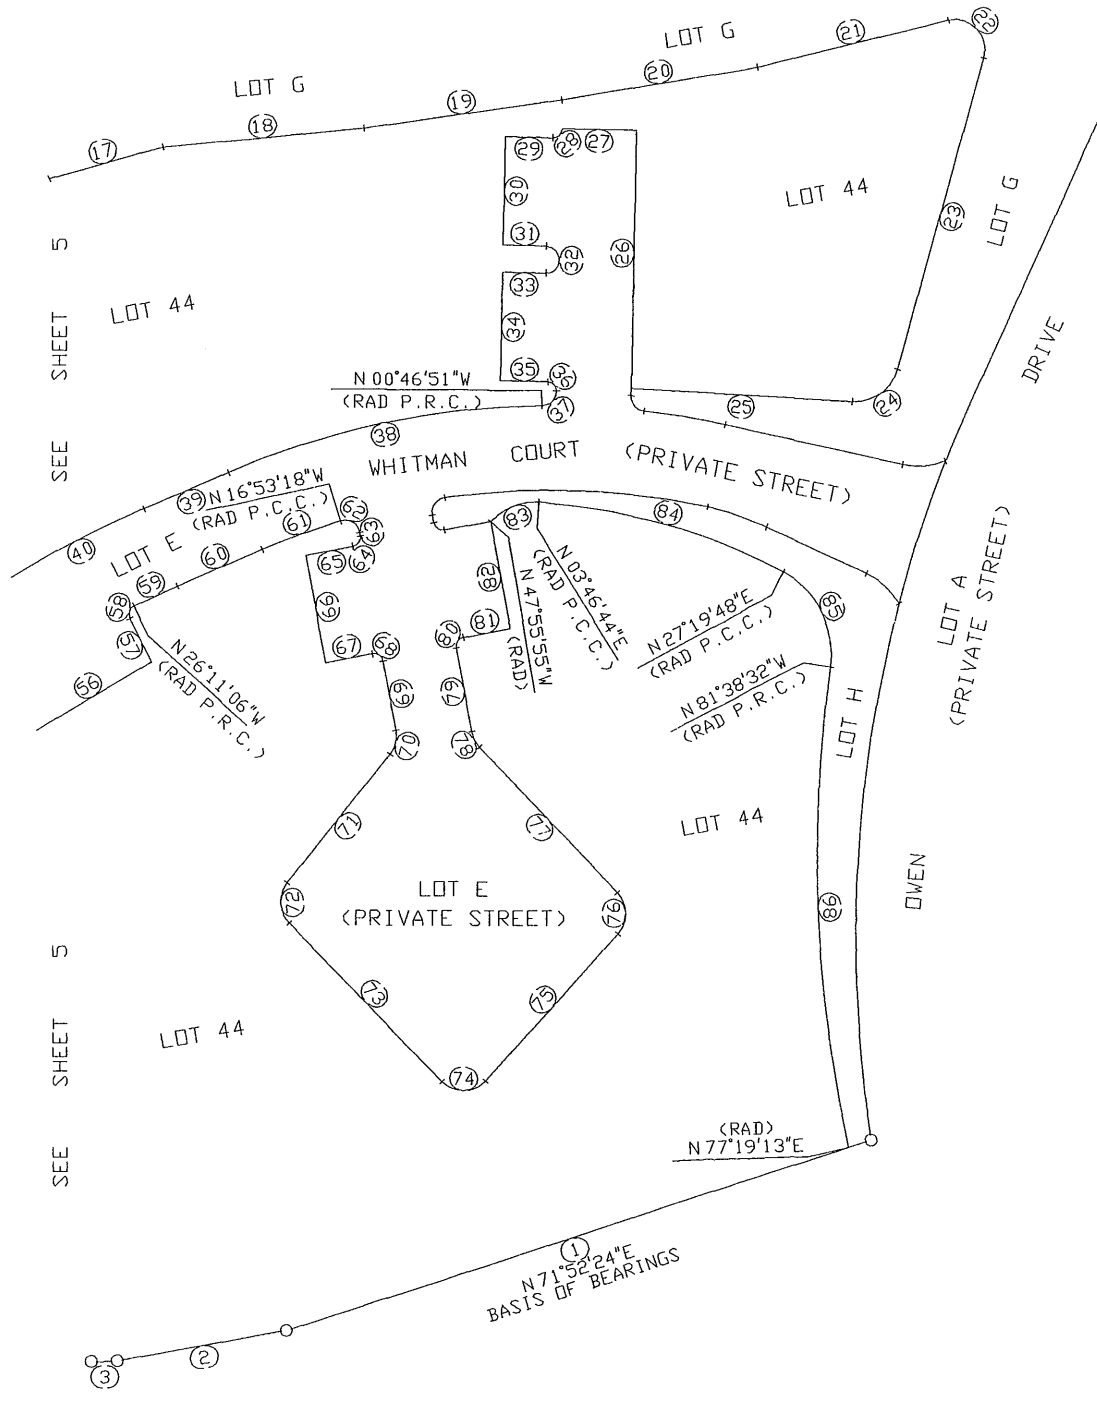 22
LOT G
21
20
LOT G
19
18
17
29
28
27
30
LOT 44
23
LOT G
31
32
26
33
SEE SHEET 5
LOT 44
34
DRIVE
35
36
N 00°46'51"W
(RAD P.R.C.)
37
25
24
38
WHITMAN COURT (PRIVATE STREET)
39
N 16°53'18"W
(RAD P.C.C.)
62
61
63
83
84
40
LOT E
60
65
64
59
58
66
82
N 03°46'44"E
(RAD P.C.C.)
N 47°55'55"W
(RAD)
N 27°19'48"E
(RAD P.C.C.)
85
LOT A
(PRIVATE STREET)
57
80
81
67
68
N 26°11'06"W
(RAD P.R.C.)
56
69
79
N 81°38'32"W
(RAD P.R.C.)
LOT H
70
78
71
77
LOT 44
72
LOT E
(PRIVATE STREET)
76
86
OWEN
73
75
SEE SHEET 5
LOT 44
74
(RAD)
N 77°19'13"E
1
N 71°52'24"E
BASIS OF BEARINGS
2
3